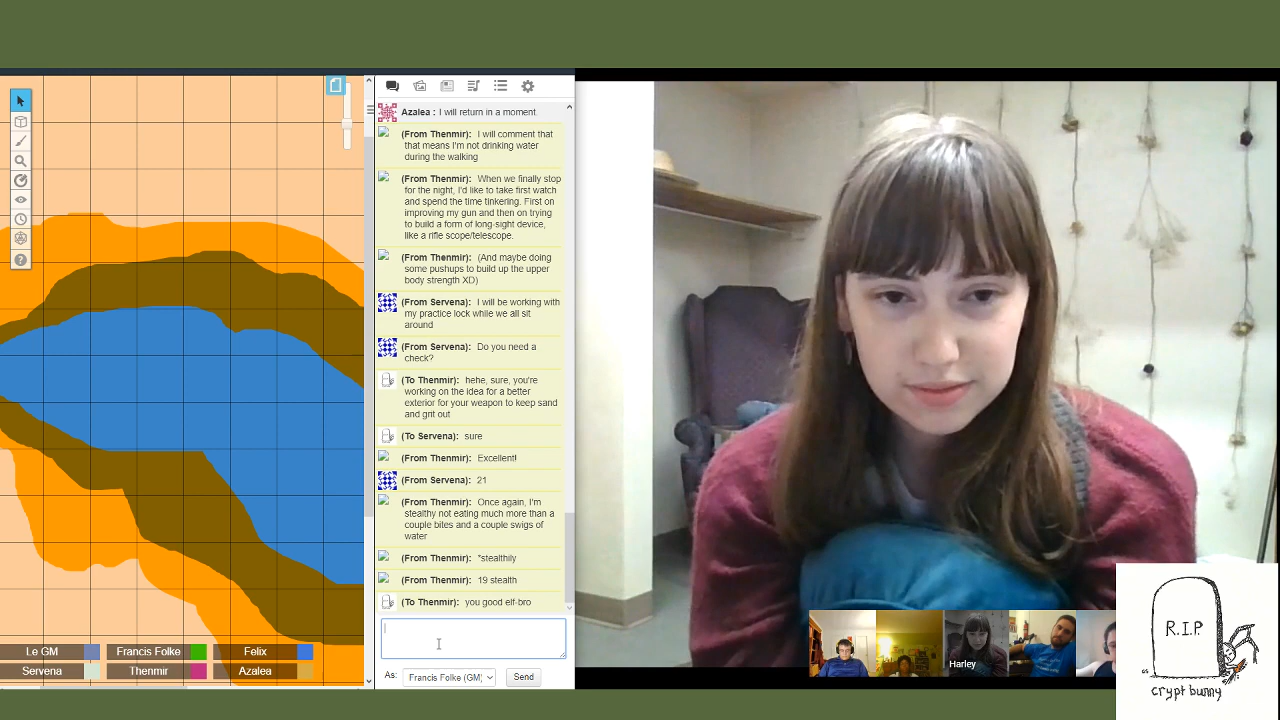 Azalea : I will return in a moment.
(From Thenmir): I will comment that
that means I'm not drinking water
during the walking
(From Thenmir): When we finally stop
for the night, I'd like to take first watch
and spend the time tinkering. First on
improving my gun and then on trying
to build a form of long-sight device,
like a rifle scope/telescope.
(From Thenmir): (And maybe doing
some pushups to build up the upper
body strength XD)
(From Servena): I will be working with
my practice lock while we all sit
around
(From Servena): Do you need a
check?
(To Thenmir): hehe, sure, you're
working on the idea for a better
exterior for your weapon to keep sand
and grit out
(To Servena): sure
(From Thenmir): Excellent!
(From Servena): 21
(From Thenmir): Once again, I'm
stealthy not eating much more than a
couple bites and a couple swigs of
water
(From Thenmir): *stealthily
(From Thenmir): 19 stealth
(To Thenmir): you good elf-bro
As: Francis Folke (GM) Send
Le GM Francis Folke Felix
Servena Thenmir Azalea
Harley
R.I.P.
crypt bunny